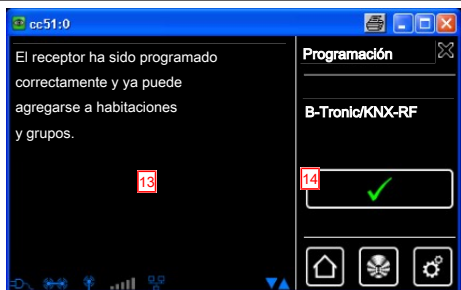 cc51:0
El receptor ha sido programado
correctamente y ya puede
agregarse a habitaciones
y grupos.
13
Programación
B-Tronic/KNX-RF
14